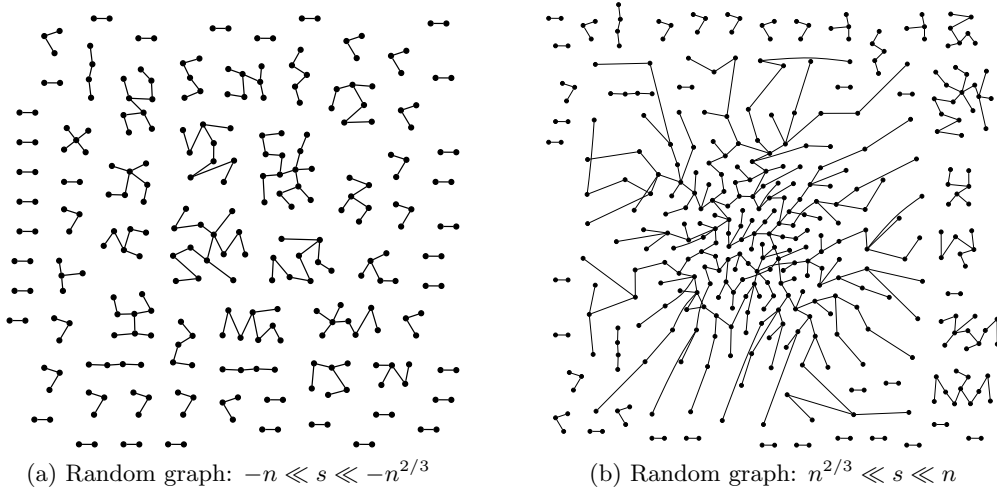 (a) Random graph: −n ≪ s ≪ −n^{2/3}
(b) Random graph: n^{2/3} ≪ s ≪ n